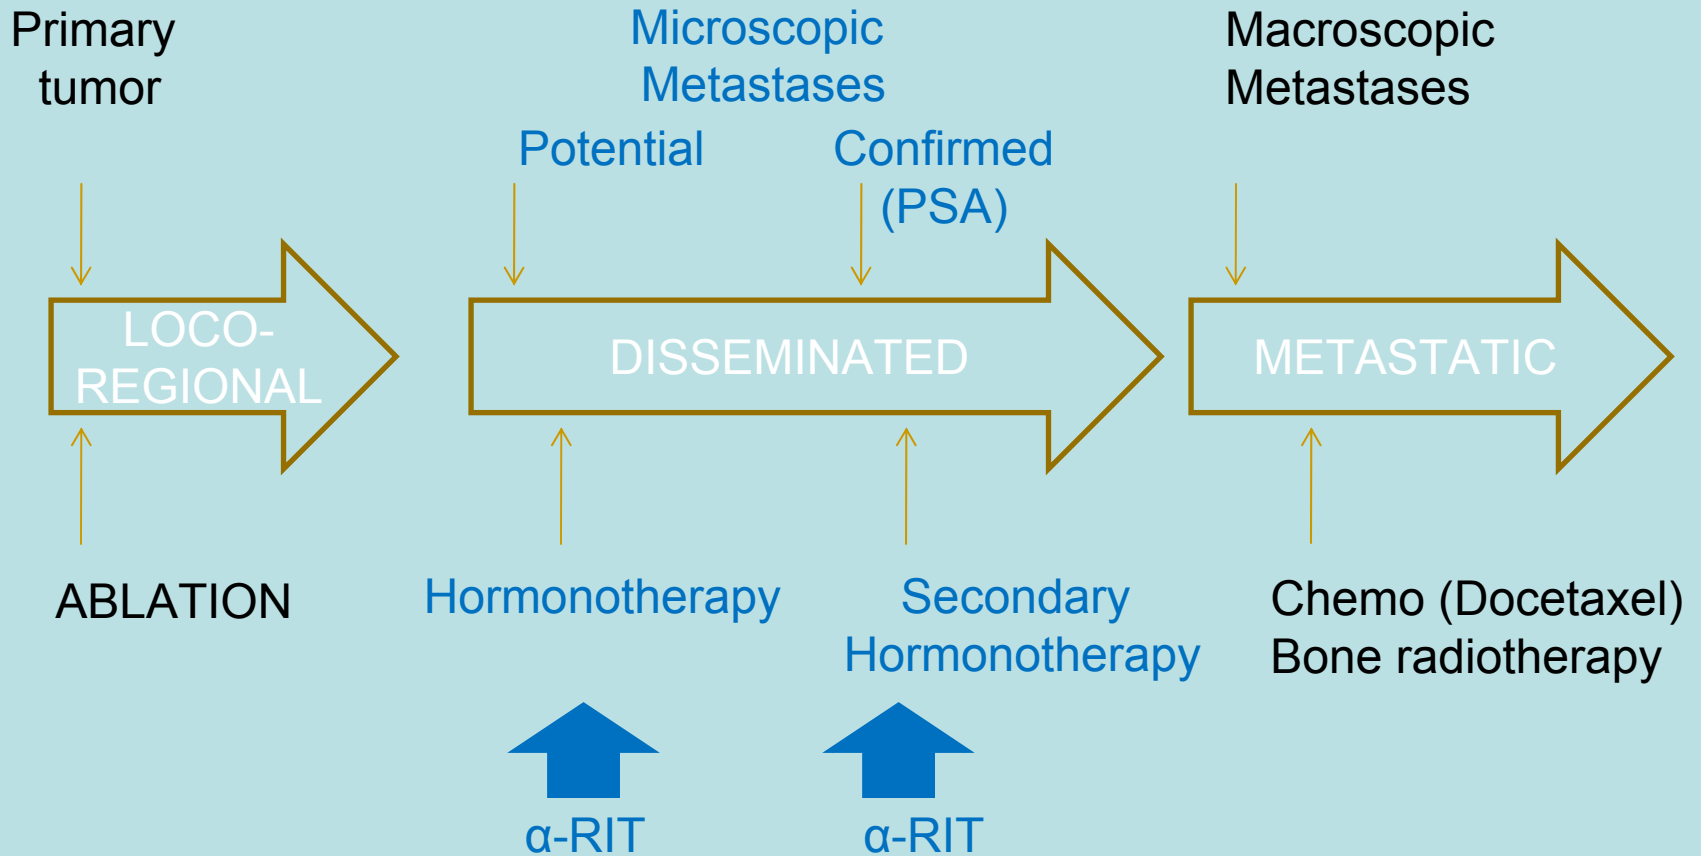 Primary
tumor
Microscopic
Metastases
Potential
Confirmed
(PSA)
Macroscopic
Metastases
LOCO-
REGIONAL
DISSEMINATED
METASTATIC
ABLATION
Hormonotherapy
Secondary
Hormonotherapy
Chemo (Docetaxel)
Bone radiotherapy
α-RIT
α-RIT